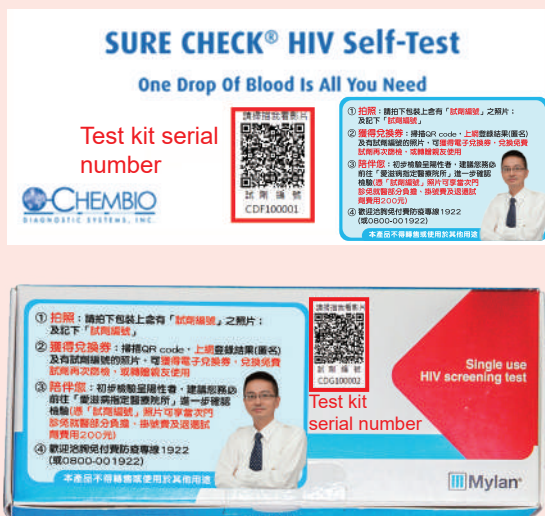 SURE CHECK® HIV Self-Test
One Drop Of Blood Is All You Need
Test kit serial
number
請掃描我看影片
試劑編號
CDF100001
CHEMBIO
DIAGNOSTIC SYSTEMS, INC.
① 拍照：請拍下包裝上含有「試劑編號」之照片；
及記下「試劑編號」
② 獲得兌換券：掃描QR code，上網登錄結果(匿名)
及有試劑編號的照片，可獲得電子兌換券，兌換免費
試劑再次篩檢，或轉贈親友使用
③ 陪伴您：初步檢驗呈陽性者，建議您務必
前往「愛滋病指定醫療院所」進一步確認
檢驗(憑「試劑編號」照片可享當次門
診免就醫部分負擔、掛號費及退還試
劑費用200元)
④ 歡迎洽詢免付費防疫專線1922
(或0800-001922)
本產品不得轉售或使用於其他用途
① 拍照：請拍下包裝上含有「試劑編號」之照片；
及記下「試劑編號」
② 獲得兌換券：掃描QR code，上網登錄結果(匿名)
及有試劑編號的照片，可獲得電子兌換券，兌換免費
試劑再次篩檢，或轉贈親友使用
③ 陪伴您：初步檢驗呈陽性者，建議您務必
前往「愛滋病指定醫療院所」進一步確認
檢驗(憑「試劑編號」照片可享當次門
診免就醫部分負擔、掛號費及退還試
劑費用200元)
④ 歡迎洽詢免付費防疫專線1922
(或0800-001922)
本產品不得轉售或使用於其他用途
請掃描我看影片
試劑編號
CDG100002
Test kit
serial number
Single use
HIV screening test
Mylan